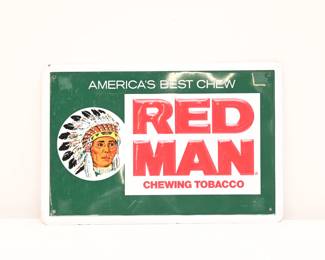 AMERICA'S BEST CHEW
RED
MAN®
CHEWING TOBACCO